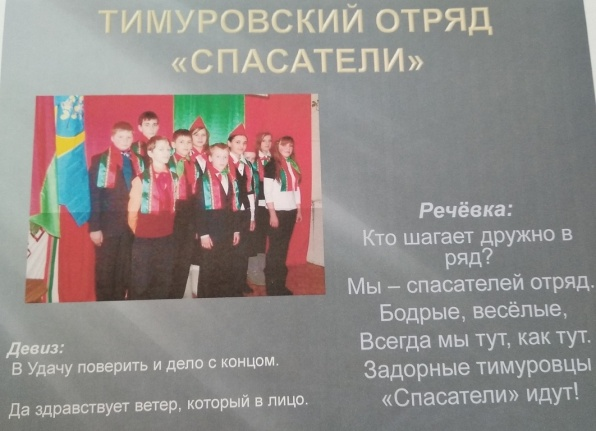 ТИМУРОВСКИЙ ОТРЯД
«СПАСАТЕЛИ»
Речёвка:
Кто шагает дружно в
ряд?
Мы – спасателей отряд.
Бодрые, весёлые,
Всегда мы тут, как тут.
Задорные тимуровцы
«Спасатели» идут!
Девиз:
В Удачу поверить и дело с концом.
Да здравствует ветер, который в лицо.